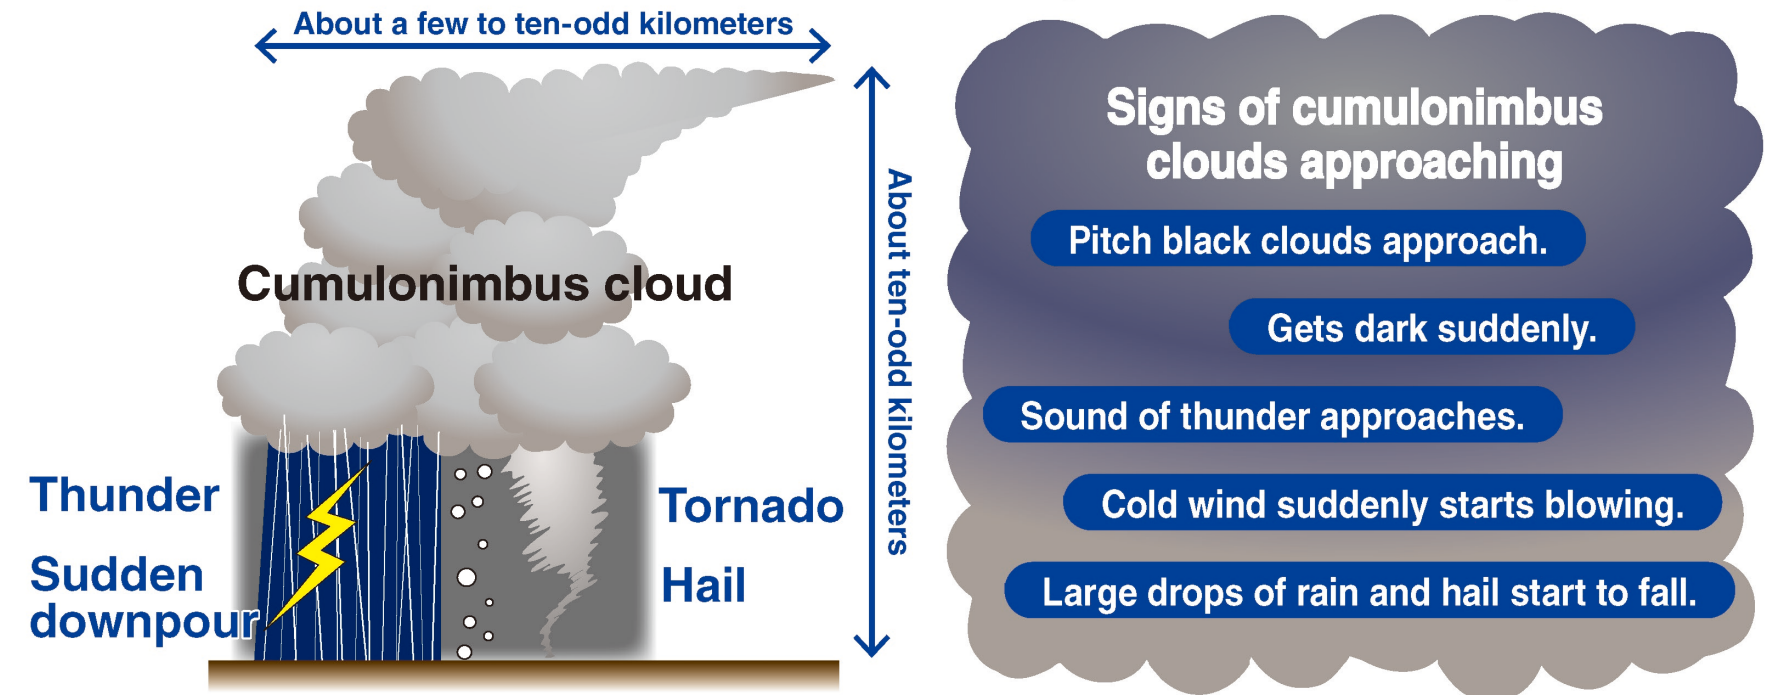 About a few to ten-odd kilometers
Cumulonimbus cloud
Thunder
Sudden
downpour
Tornado
Hail
About ten-odd kilometers
Signs of cumulonimbus
clouds approaching
Pitch black clouds approach.
Gets dark suddenly.
Sound of thunder approaches.
Cold wind suddenly starts blowing.
Large drops of rain and hail start to fall.